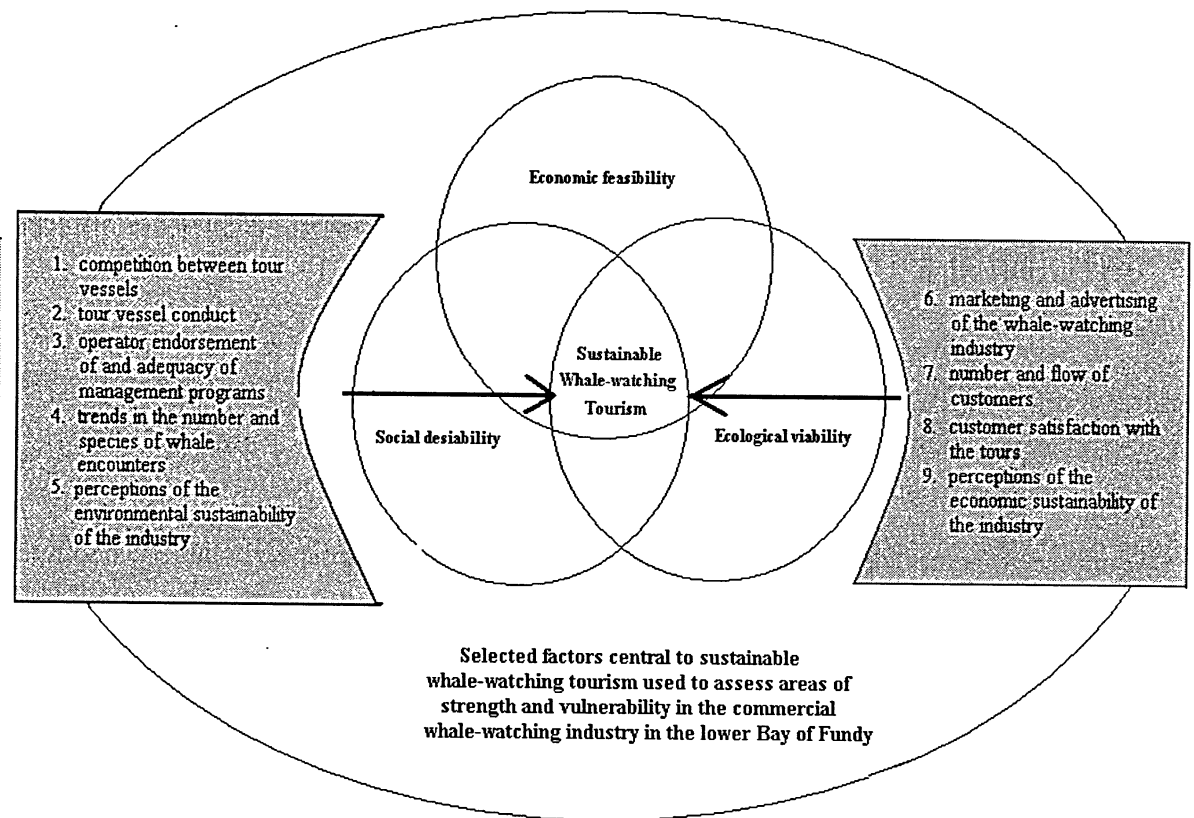 Economic feasibility
1. competition between tour
vessels
2. tour vessel conduct
3. operator endorsement
of and adequacy of
management programs
4. trends in the number and
species of whale
encounters
5. perceptions of the
environmental sustainability
of the industry
Sustainable
Whale-watching
Tourism
Social desiability
Ecological viability
6. marketing and advertising
of the whale-watching
industry
7. number and flow of
customers
8. customer satisfaction with
the tours
9. perceptions of the
economic sustainability of
the industry
Selected factors central to sustainable
whale-watching tourism used to assess areas of
strength and vulnerability in the commercial
whale-watching industry in the lower Bay of Fundy